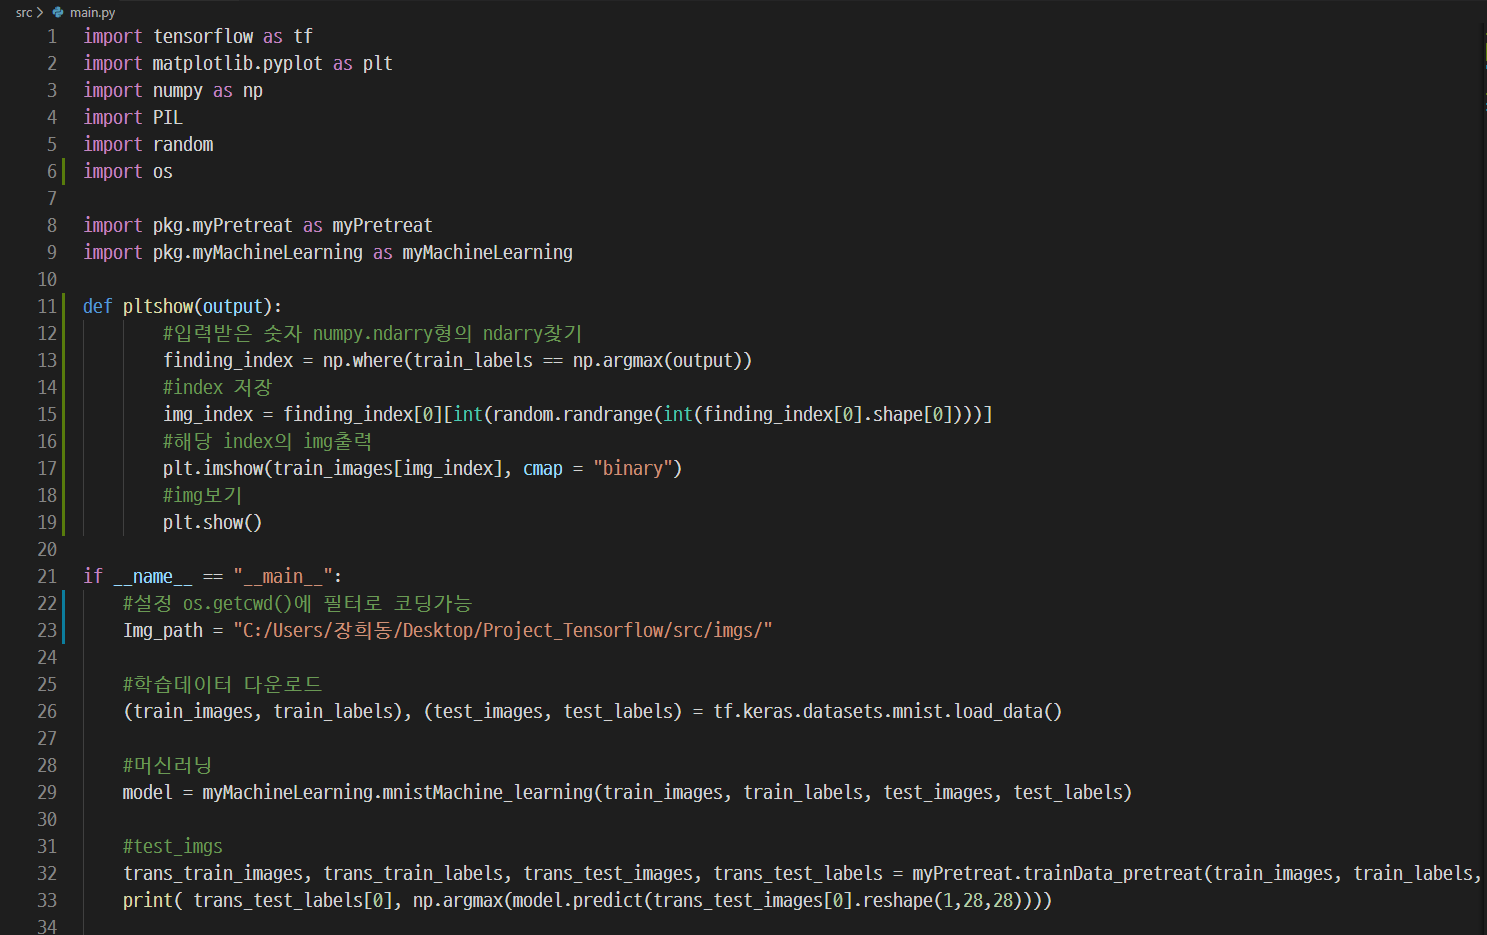 src > main.py
1 import tensorflow as tf
2 import matplotlib.pyplot as plt
3 import numpy as np
4 import PIL
5 import random
6 import os
7
8 import pkg.myPretreat as myPretreat
9 import pkg.myMachineLearning as myMachineLearning
10
11 def pltshow(output):
12 #입력받은 숫자 numpy.ndarry형의 ndarry찾기
13 finding_index = np.where(train_labels == np.argmax(output))
14 #index 저장
15 img_index = finding_index[0][int(random.randrange(int(finding_index[0].shape[0])))]
16 #해당 index의 img출력
17 plt.imshow(train_images[img_index], cmap = "binary")
18 #img보기
19 plt.show()
20
21 if __name__ == "__main__":
22 #설정 os.getcwd()에 필터로 코딩가능
23 Img_path = "C:/Users/장희동/Desktop/Project_Tensorflow/src/imgs/"
24
25 #학습데이터 다운로드
26 (train_images, train_labels), (test_images, test_labels) = tf.keras.datasets.mnist.load_data()
27
28 #머신러닝
29 model = myMachineLearning.mnistMachine_learning(train_images, train_labels, test_images, test_labels)
30
31 #test_imgs
32 trans_train_images, trans_train_labels, trans_test_images, trans_test_labels = myPretreat.trainData_pretreat(train_images, train_labels,
33 print( trans_test_labels[0], np.argmax(model.predict(trans_test_images[0].reshape(1,28,28))))
34